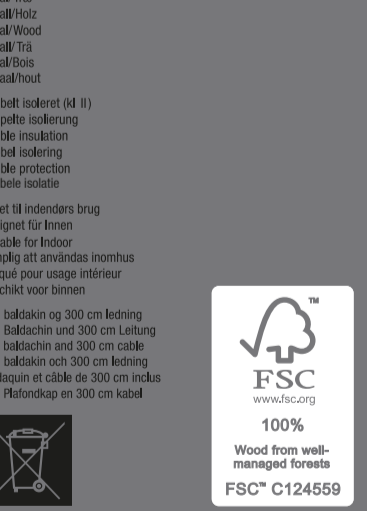 all/Holz
al/Wood
all/Trä
al/Bois
aal/hout
belt isoleret (kl II)
pelte isolierung
ble insulation
bel isolering
ble protection
bele isolatie
et til indendørs brug
ignet für Innen
able for Indoor
nplig att användas inomhus
qué pour usage intérieur
chikt voor binnen
baldakin og 300 cm ledning
Baldachin und 300 cm Leitung
baldachin and 300 cm cable
baldakin och 300 cm ledning
daquin et câble de 300 cm inclus
Plafondkap en 300 cm kabel
TM
FSC
www.fsc.org
100%
Wood from well-
managed forests
FSC™ C124559